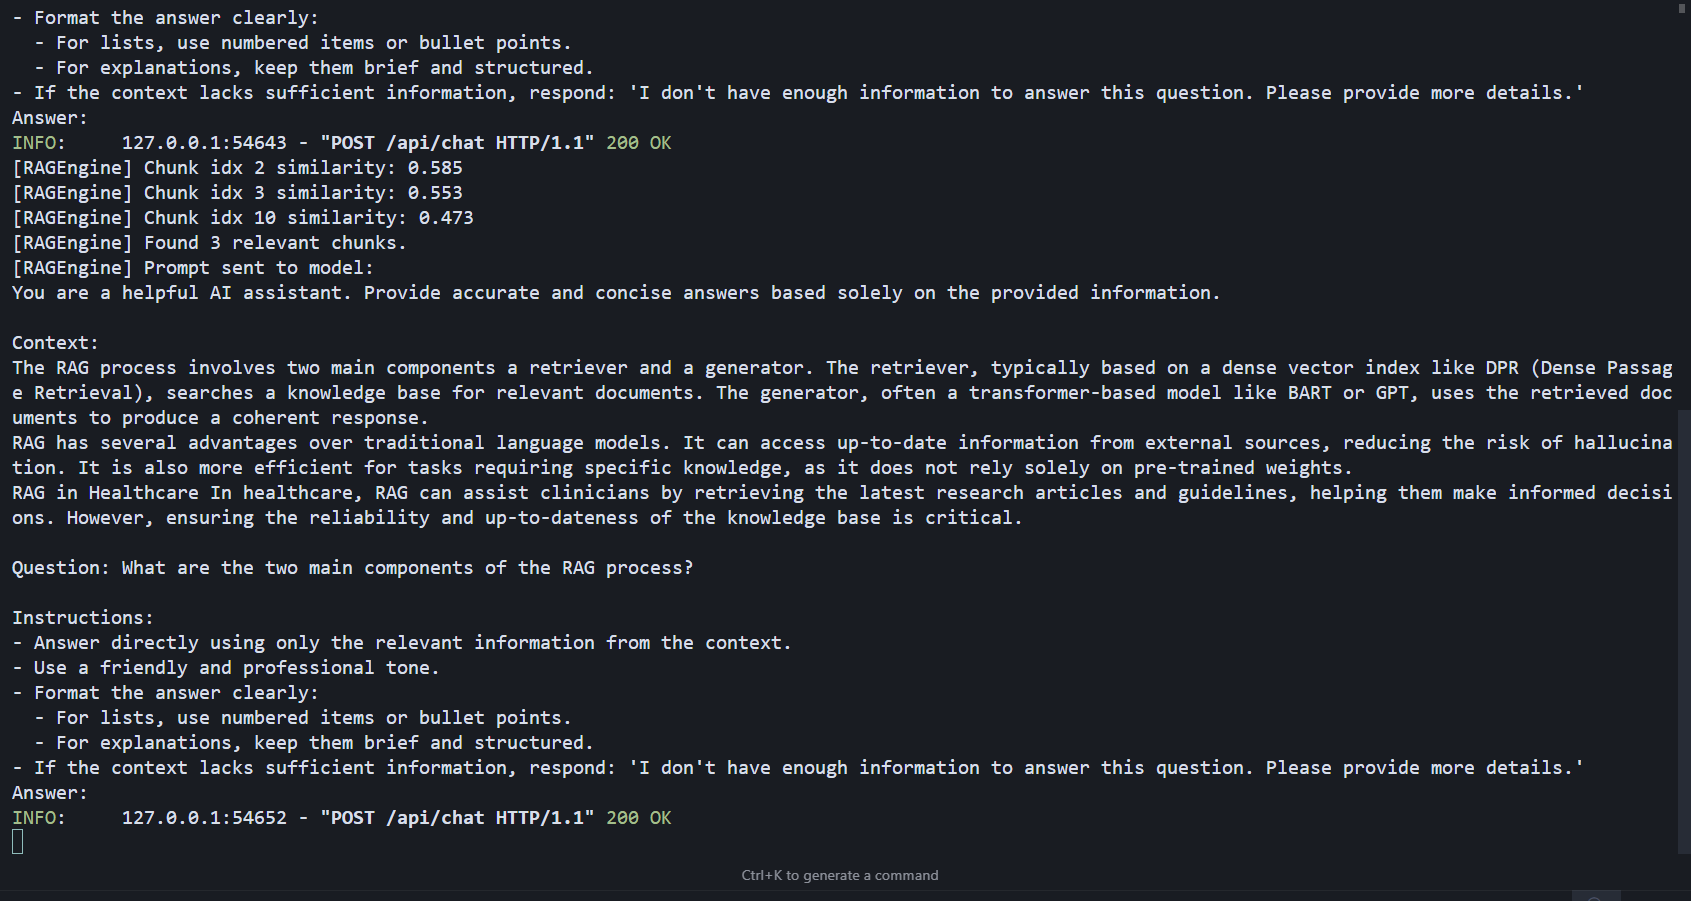 - Format the answer clearly:
  - For lists, use numbered items or bullet points.
  - For explanations, keep them brief and structured.
- If the context lacks sufficient information, respond: 'I don't have enough information to answer this question. Please provide more details.'
Answer:
INFO:     127.0.0.1:54643 - "POST /api/chat HTTP/1.1" 200 OK
[RAGEngine] Chunk idx 2 similarity: 0.585
[RAGEngine] Chunk idx 3 similarity: 0.553
[RAGEngine] Chunk idx 10 similarity: 0.473
[RAGEngine] Found 3 relevant chunks.
[RAGEngine] Prompt sent to model:
You are a helpful AI assistant. Provide accurate and concise answers based solely on the provided information.

Context:
The RAG process involves two main components a retriever and a generator. The retriever, typically based on a dense vector index like DPR (Dense Passag
e Retrieval), searches a knowledge base for relevant documents. The generator, often a transformer-based model like BART or GPT, uses the retrieved doc
uments to produce a coherent response.
RAG has several advantages over traditional language models. It can access up-to-date information from external sources, reducing the risk of hallucina
tion. It is also more efficient for tasks requiring specific knowledge, as it does not rely solely on pre-trained weights.
RAG in Healthcare In healthcare, RAG can assist clinicians by retrieving the latest research articles and guidelines, helping them make informed decisi
ons. However, ensuring the reliability and up-to-dateness of the knowledge base is critical.

Question: What are the two main components of the RAG process?

Instructions:
- Answer directly using only the relevant information from the context.
- Use a friendly and professional tone.
- Format the answer clearly:
  - For lists, use numbered items or bullet points.
  - For explanations, keep them brief and structured.
- If the context lacks sufficient information, respond: 'I don't have enough information to answer this question. Please provide more details.'
Answer:
INFO:     127.0.0.1:54652 - "POST /api/chat HTTP/1.1" 200 OK
Ctrl+K to generate a command